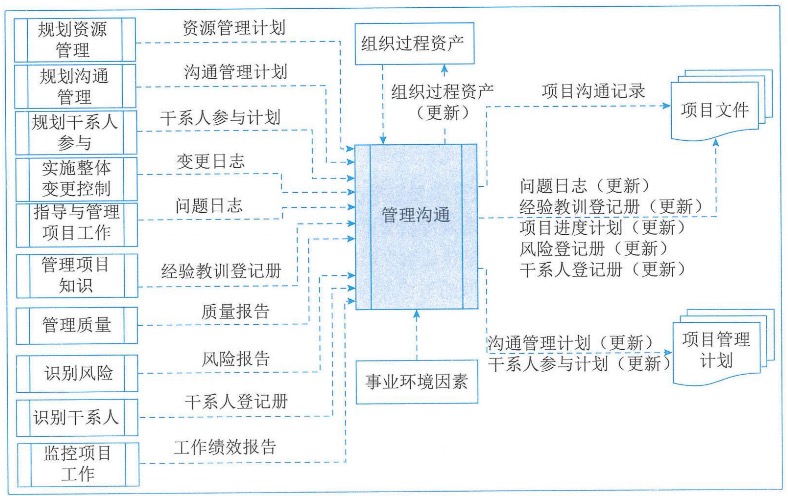 规划资源
管理
资源管理计划
规划沟通
管理
沟通管理计划
规划干系人
参与
干系人参与计划
实施整体
变更控制
变更日志
指导与管理
项目工作
问题日志
管理项目
知识
经验教训登记册
管理质量
质量报告
识别风险
风险报告
识别干系人
干系人登记册
监控项目
工作
工作绩效报告
组织过程资产
组织过程资产
（更新）
管理沟通
事业环境因素
项目沟通记录
项目文件
问题日志（更新）
经验教训登记册（更新）
项目进度计划（更新）
风险登记册（更新）
干系人登记册（更新）
沟通管理计划（更新）
干系人参与计划（更新）
项目管理
计划